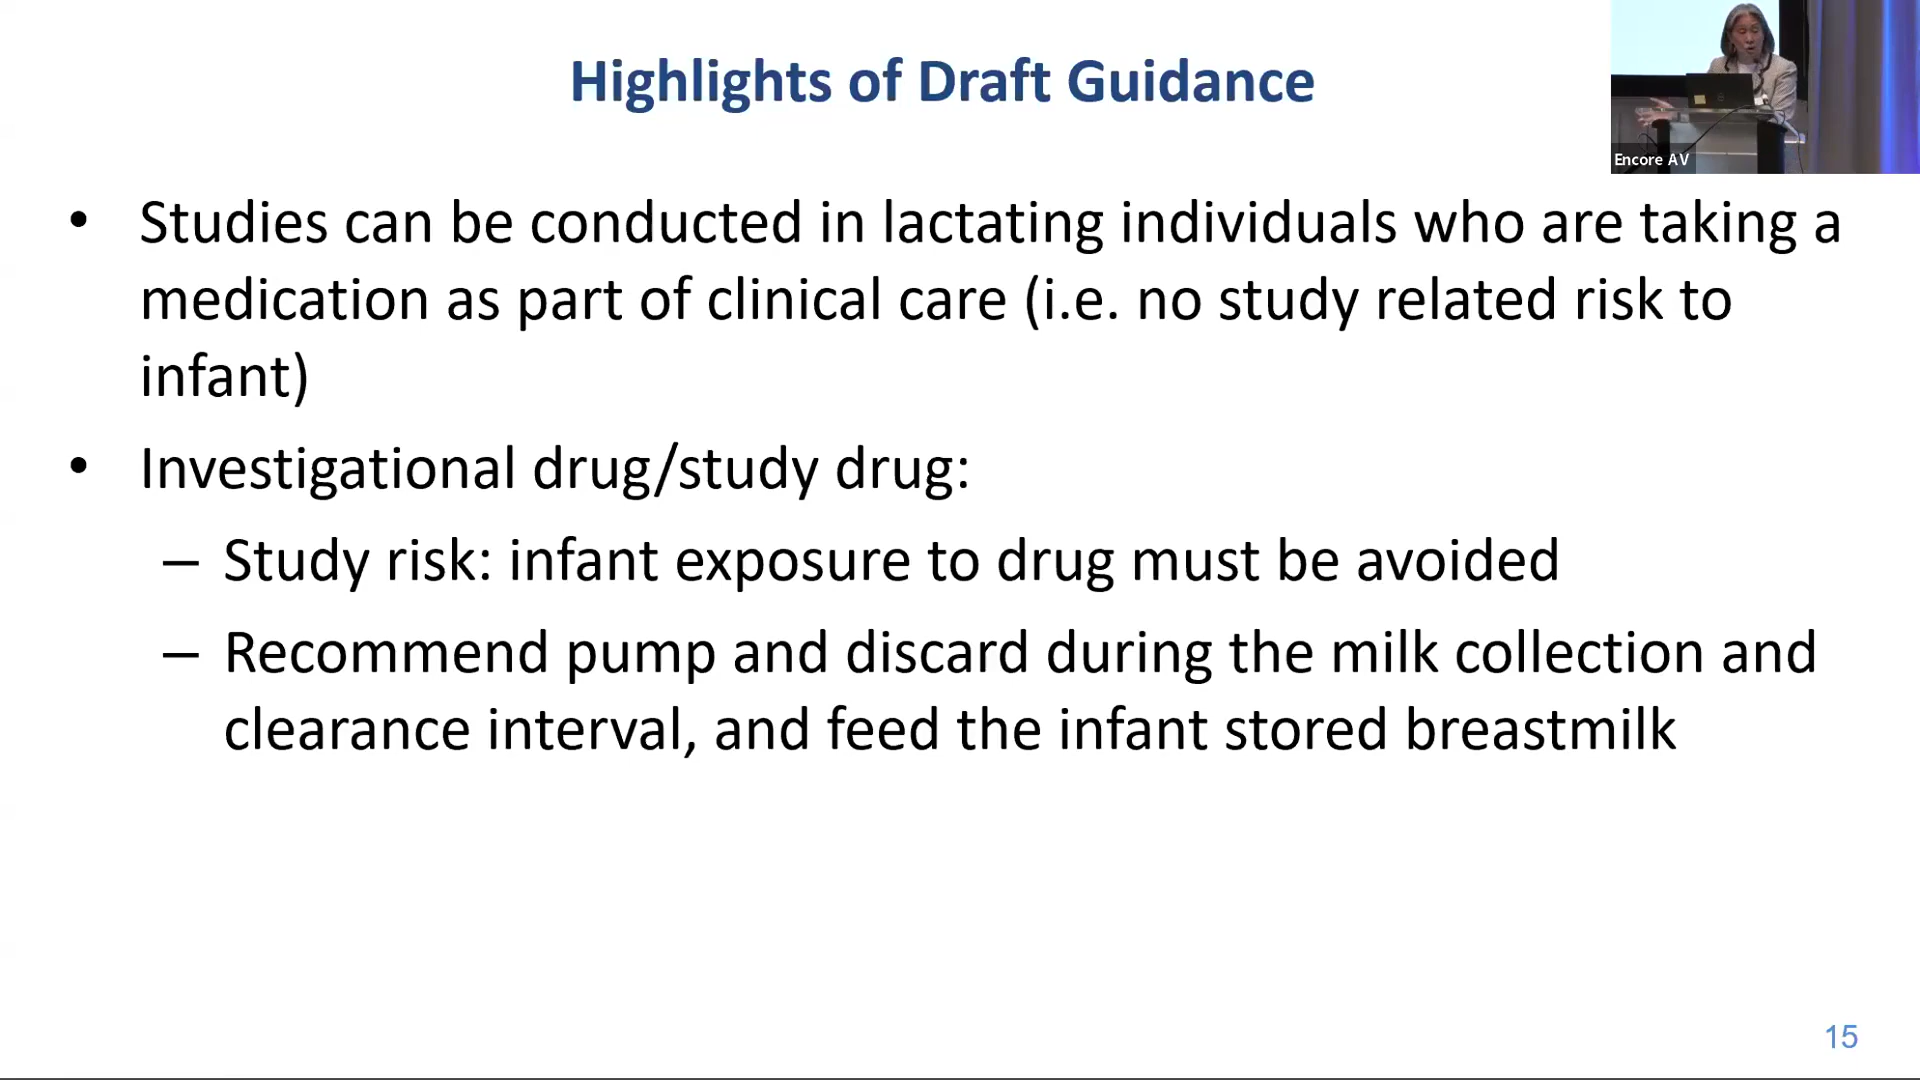 Highlights of Draft Guidance
Encore AV
• Studies can be conducted in lactating individuals who are taking a
medication as part of clinical care (i.e. no study related risk to
infant)
• Investigational drug/study drug:
– Study risk: infant exposure to drug must be avoided
– Recommend pump and discard during the milk collection and
clearance interval, and feed the infant stored breastmilk
15